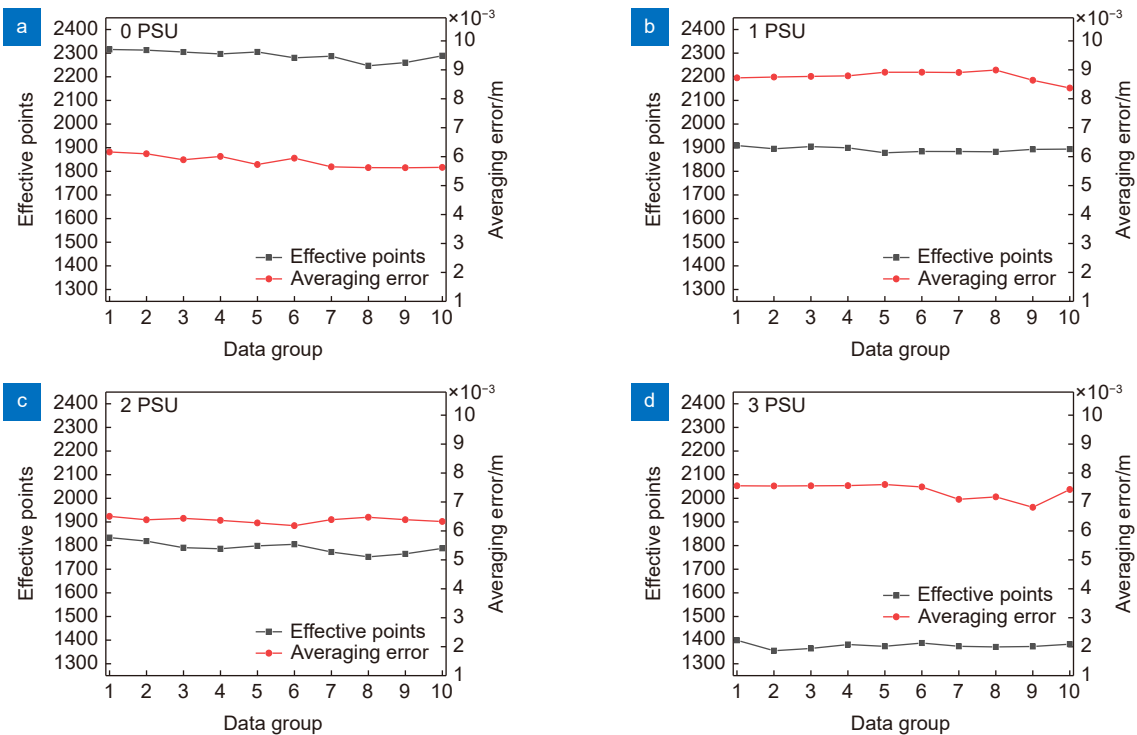 a
0 PSU
×10⁻³
2400
2300
2200
2100
2000
1900
1800
1700
1600
1500
1400
1300
Effective points
10
9
8
7
6
5
4
3
2
1
Averaging error/m
Effective points
Averaging error
1 2 3 4 5 6 7 8 9 10
Data group
b
1 PSU
×10⁻³
2400
2300
2200
2100
2000
1900
1800
1700
1600
1500
1400
1300
Effective points
10
9
8
7
6
5
4
3
2
1
Averaging error/m
Effective points
Averaging error
1 2 3 4 5 6 7 8 9 10
Data group
c
2 PSU
×10⁻³
2400
2300
2200
2100
2000
1900
1800
1700
1600
1500
1400
1300
Effective points
10
9
8
7
6
5
4
3
2
1
Averaging error/m
Effective points
Averaging error
1 2 3 4 5 6 7 8 9 10
Data group
d
3 PSU
×10⁻³
2400
2300
2200
2100
2000
1900
1800
1700
1600
1500
1400
1300
Effective points
10
9
8
7
6
5
4
3
2
1
Averaging error/m
Effective points
Averaging error
1 2 3 4 5 6 7 8 9 10
Data group